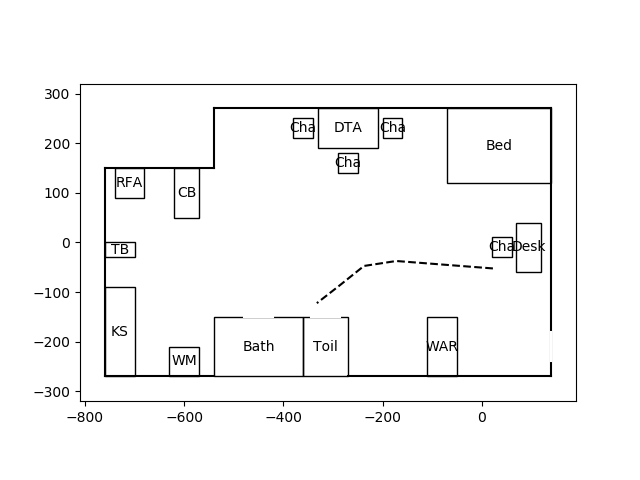 300
200
100
0
−100
−200
−300
−800
−600
−400
−200
0
Cha
DTA
Cha
Cha
Bed
RFA
CB
TB
Cha
Desk
KS
WM
Bath
Toil
WAR